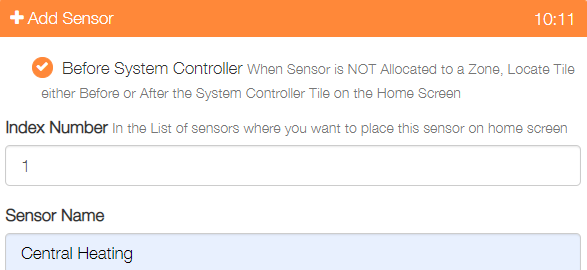 Add Sensor 10:11
Before System Controller When Sensor is NOT Allocated to a Zone, Locate Tile
either Before or After the System Controller Tile on the Home Screen
Index Number In the List of sensors where you want to place this sensor on home screen
1
Sensor Name
Central Heating